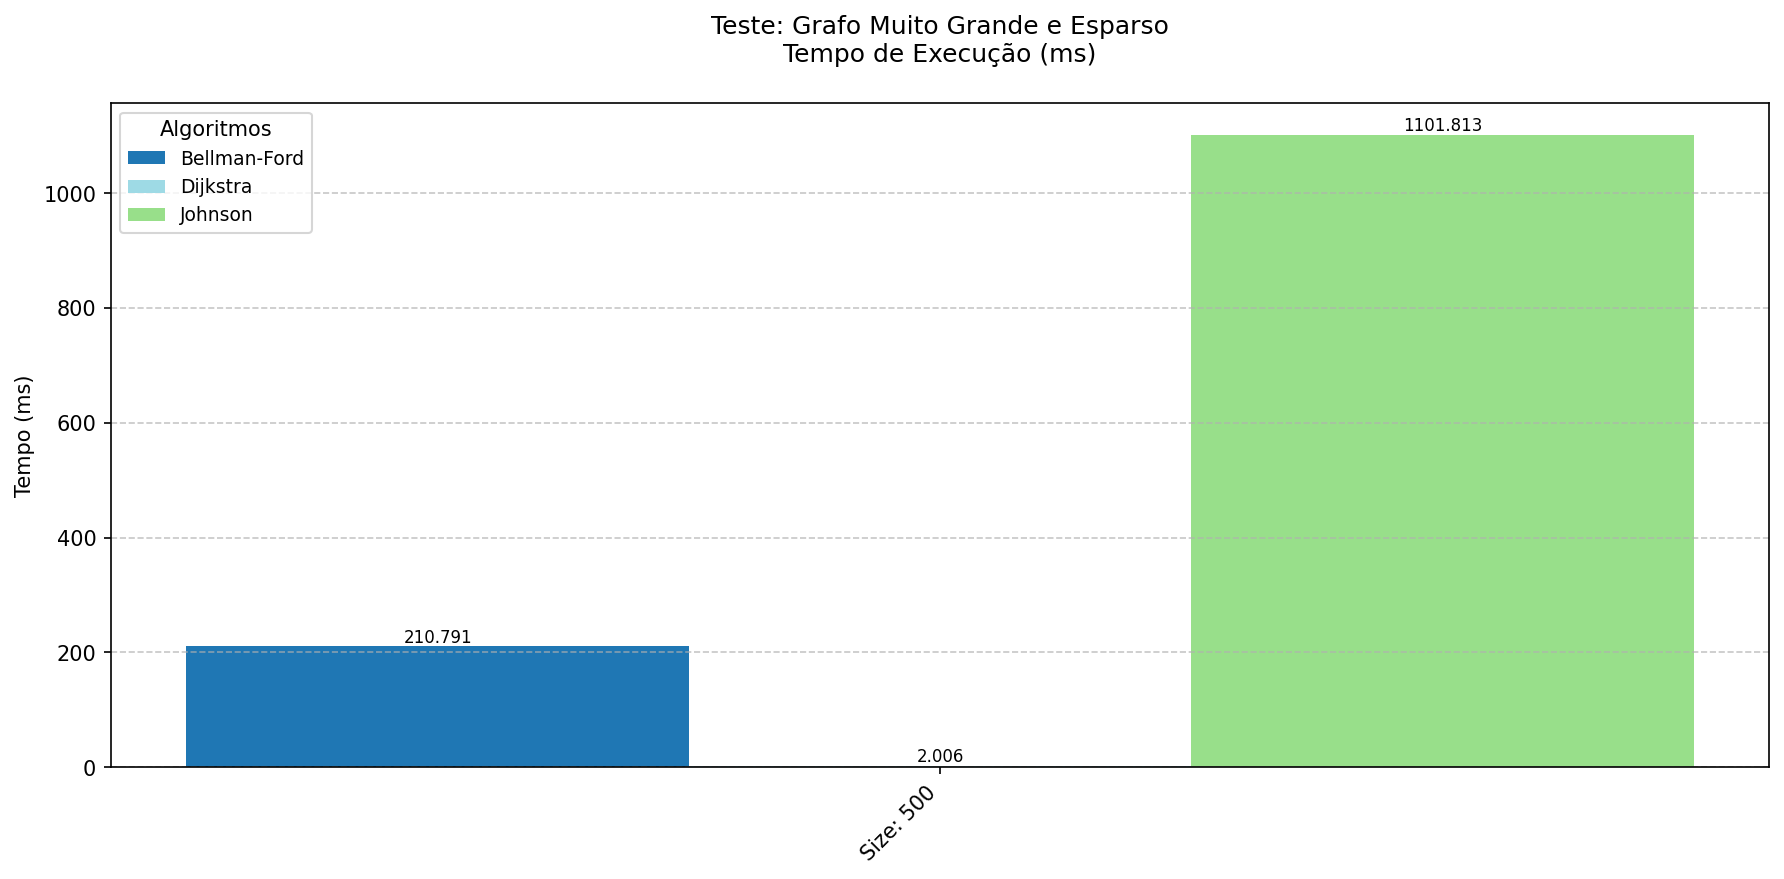 Teste: Grafo Muito Grande e Esparso
Tempo de Execução (ms)
Algoritmos
Bellman-Ford
Dijkstra
Johnson
Tempo (ms)
1000
800
600
400
200
0
210.791
2.006
1101.813
Size: 500